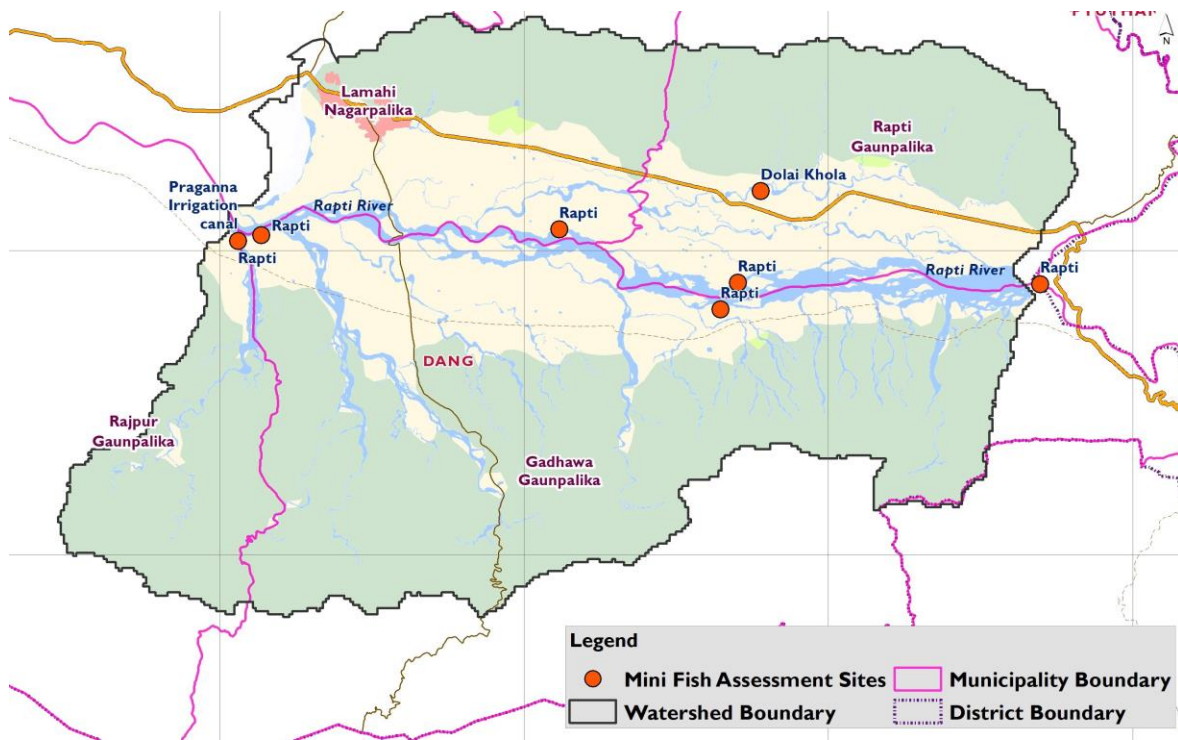 PYUTHAN
N
Lamahi
Nagarpalika
Rapti
Gaunpalika
Dolai Khola
Praganna
Irrigation
canal
Rapti River
Rapti
Rapti
Rapti
Rapti
Rapti River
Rapti
Rapti
DANG
Rajpur
Gaunpalika
Gadhawa
Gaunpalika
Legend
Mini Fish Assessment Sites
Municipality Boundary
Watershed Boundary
District Boundary